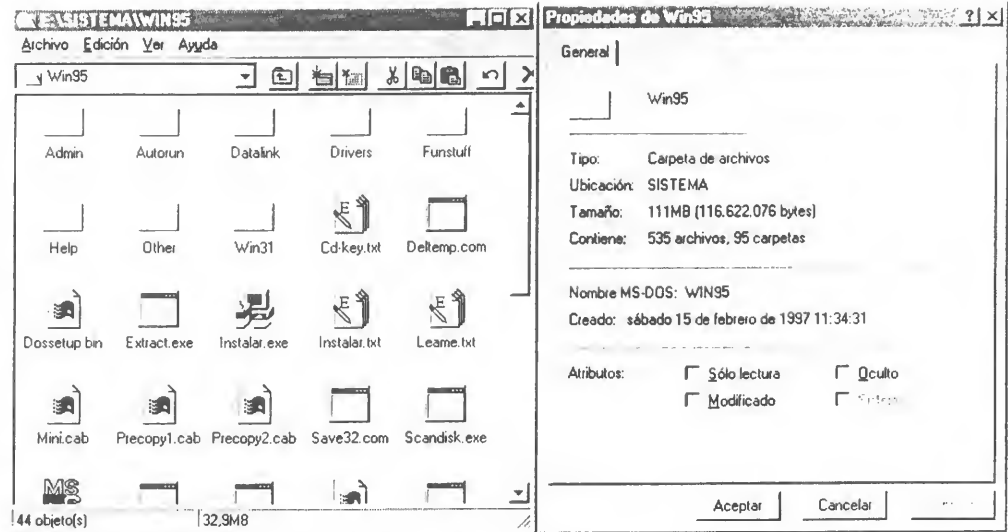 E:\SISTEMA\WIN95
Archivo Edición Ver Ayuda
Win95
Admin Autorun Datalink Drivers Funstuff
Help Other Win31 Cd-key.txt Deltemp.com
Dossetup bin Extract.exe Instalar.exe Instalar.txt Leame.txt
Mini.cab Precopy1.cab Precopy2.cab Save32.com Scandisk.exe
MS
44 objeto(s) 32,9MB
Propiedades de Win95
General
Win95
Tipo: Carpeta de archivos
Ubicación: SISTEMA
Tamaño: 111MB (116.622.076 bytes)
Contiene: 535 archivos, 95 carpetas
Nombre MS-DOS: WIN95
Creado: sábado 15 de febrero de 1997 11:34:31
Atributos: Sólo lectura Oculto
Modificado
Aceptar Cancelar